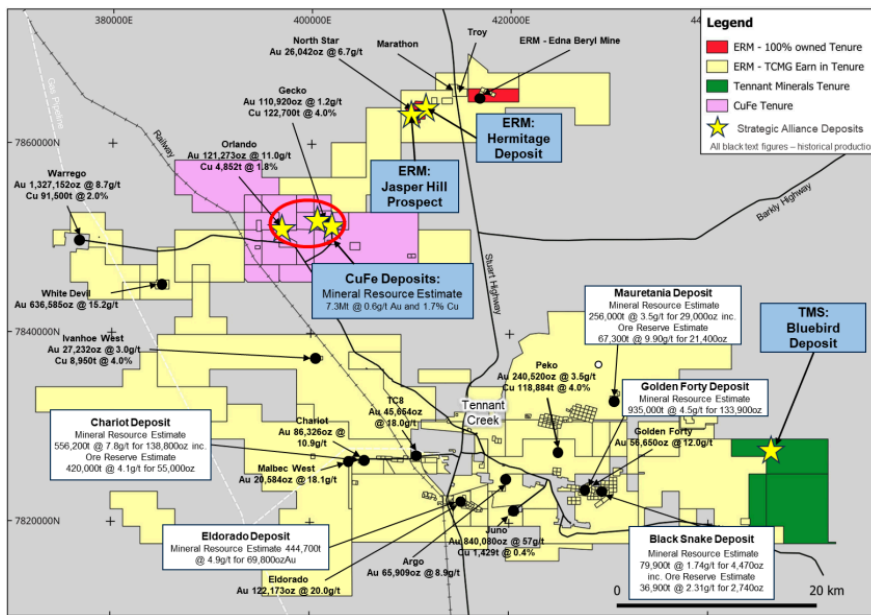 380000E
400000E
420000E
44
7860000N
7840000N
7820000N
Legend
ERM - 100% owned Tenure
ERM - TCMG Earn in Tenure
Tennant Minerals Tenure
CuFe Tenure
Strategic Alliance Deposits
All black text figures – historical production
North Star
Au 26,042oz @ 6.7g/t
Marathon
Troy
ERM - Edna Beryl Mine
Gecko
Au 110,920oz @ 1.2g/t
Cu 122,700t @ 4.0%
Orlando
Au 121,273oz @ 11.0g/t
Cu 4,852t @ 1.8%
ERM:
Hermitage
Deposit
ERM:
Jasper Hill
Prospect
Gas Pipeline
Railway
Stuart Highway
Barkly Highway
Warrego
Au 1,327,152oz @ 8.7g/t
Cu 91,500t @ 2.0%
White Devil
Au 636,585oz @ 15.2g/t
CuFe Deposits:
Mineral Resource Estimate
7.3Mt @ 0.6g/t Au and 1.7% Cu
Mauretania Deposit
Mineral Resource Estimate
256,000t @ 3.5g/t for 29,000oz inc.
Ore Reserve Estimate
67,300t @ 9.90g/t for 21,400oz
TMS:
Bluebird
Deposit
Ivanhoe West
Au 27,232oz @ 3.0g/t
Cu 8,950t @ 4.0%
Peko
Au 240,520oz @ 3.5g/t
Cu 118,884t @ 4.0%
Golden Forty Deposit
Mineral Resource Estimate
935,000t @ 4.5g/t for 133,900oz
TC8
Au 45,664oz
@ 18.0g/t
Tennant
Creek
Chariot Deposit
Mineral Resource Estimate
556,200t @ 7.8g/t for 138,800oz inc.
Ore Reserve Estimate
420,000t @ 4.1g/t for 55,000oz
Chariot
Au 86,326oz @
10.9g/t
Golden Forty
Au 56,650oz @ 12.0g/t
Malbec West
Au 20,584oz @ 18.1g/t
Eldorado Deposit
Mineral Resource Estimate 444,700t
@ 4.9g/t for 69,800ozAu
Juno
Au 840,080oz @ 57g/t
Cu 1,429t @ 0.4%
Argo
Au 65,909oz @ 8.9g/t
Eldorado
Au 122,173oz @ 20.0g/t
Black Snake Deposit
Mineral Resource Estimate
79,900t @ 1.74g/t for 4,470oz
inc. Ore Reserve Estimate
36,900t @ 2.31g/t for 2,740oz
0
20 km